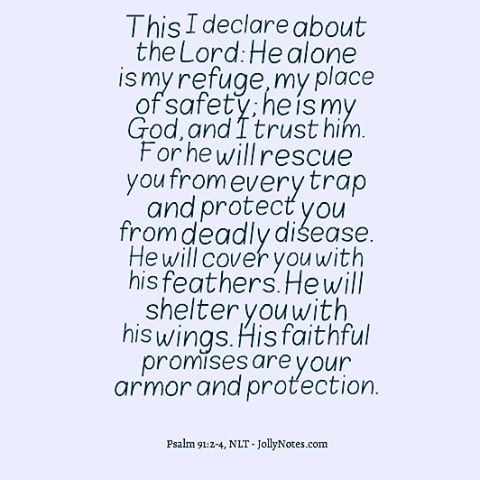 This I declare about
the Lord: He alone
is my refuge, my place
of safety; he is my
God, and I trust him.
For he will rescue
you from every trap
and protect you
from deadly disease.
He will cover you with
his feathers. He will
shelter you with
his wings. His faithful
promises are your
armor and protection.
Psalm 91:2-4, NLT - JollyNotes.com